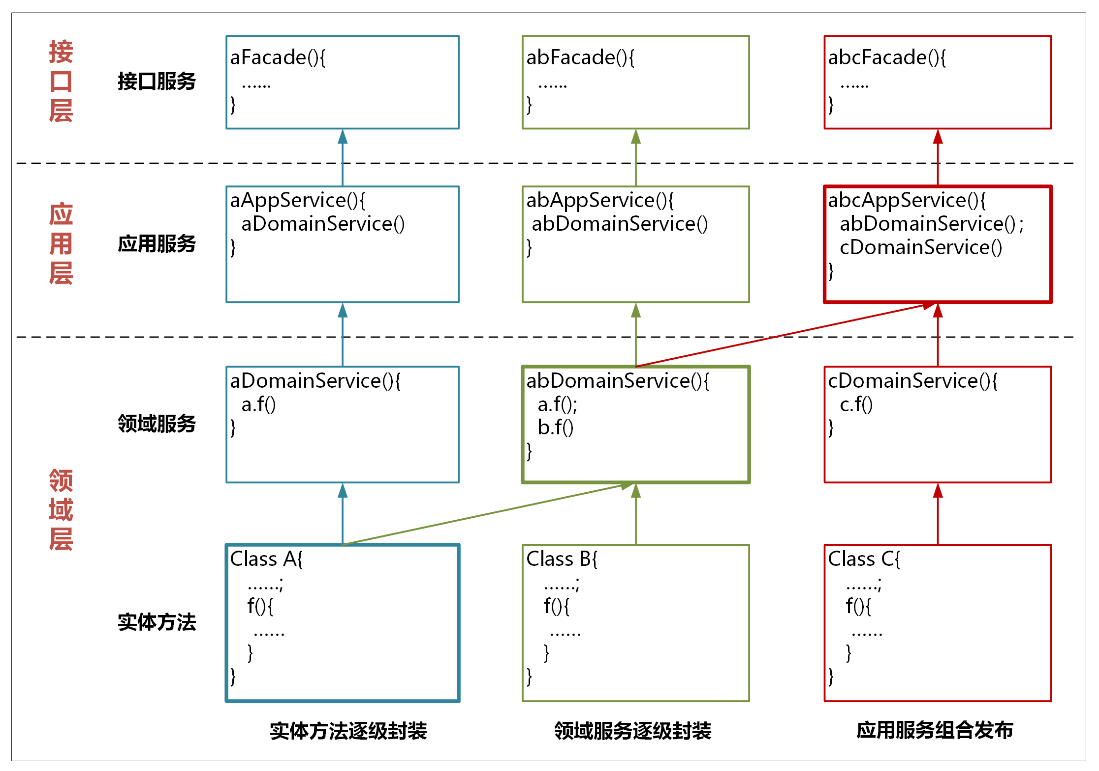 接口层
接口服务
aFacade(){
……
}
abFacade(){
……
}
abcFacade(){
……
}
应用层
应用服务
aAppService(){
aDomainService()
}
abAppService(){
abDomainService()
}
abcAppService(){
abDomainService() ;
cDomainService()
}
领域层
领域服务
aDomainService(){
a.f()
}
abDomainService(){
a.f();
b.f()
}
cDomainService(){
c.f()
}
实体方法
Class A{
……;
f(){
……
}
}
Class B{
……;
f(){
……
}
}
Class C{
……;
f(){
……
}
}
实体方法逐级封装
领域服务逐级封装
应用服务组合发布